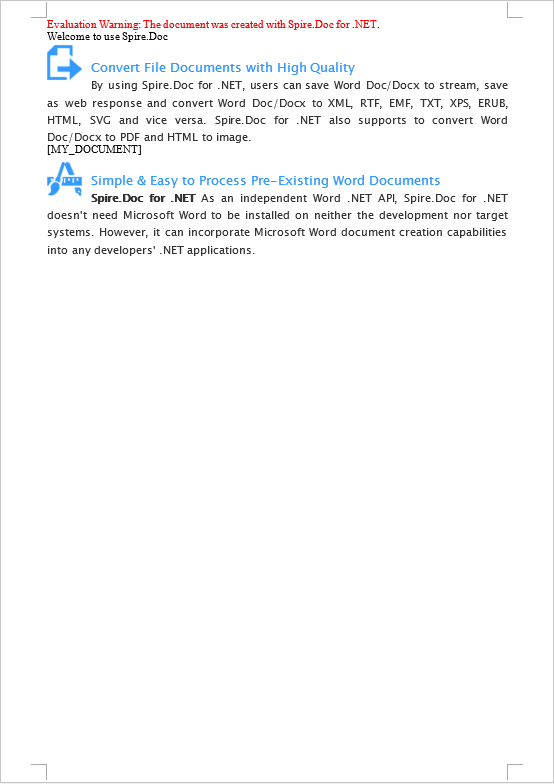 Evaluation Warning: The document was created with Spire.Doc for .NET.
Welcome to use Spire.Doc
Convert File Documents with High Quality
By using Spire.Doc for .NET, users can save Word Doc/Docx to stream, save
as web response and convert Word Doc/Docx to XML, RTF, EMF, TXT, XPS, ERUB,
HTML, SVG and vice versa. Spire.Doc for .NET also supports to convert Word
Doc/Docx to PDF and HTML to image.
[MY_DOCUMENT]
Simple & Easy to Process Pre-Existing Word Documents
Spire.Doc for .NET As an independent Word .NET API, Spire.Doc for .NET
doesn't need Microsoft Word to be installed on neither the development nor target
systems. However, it can incorporate Microsoft Word document creation capabilities
into any developers' .NET applications.